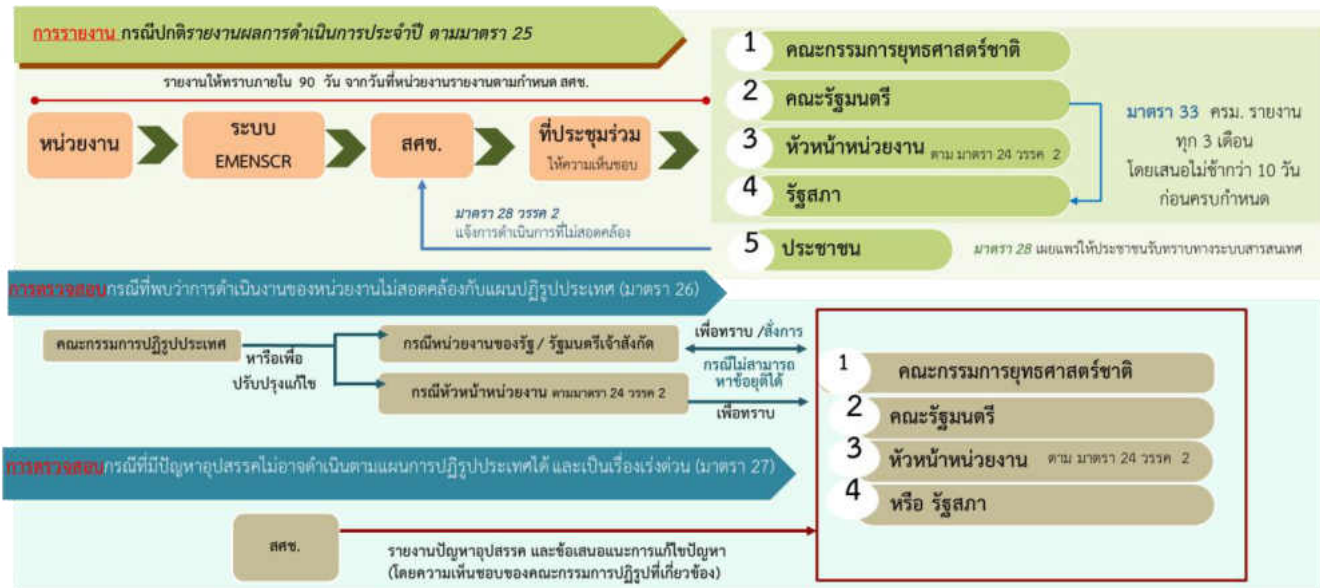 การรายงาน กรณีปกติรายงานผลการดำเนินการประจำปี ตามมาตรา 25
รายงานให้ทราบภายใน 90 วัน จากวันที่หน่วยงานรายงานตามกำหนด สศช.
หน่วยงาน
ระบบ
EMENSCR
สศช.
ที่ประชุมร่วม
ให้ความเห็นชอบ
1 คณะกรรมการยุทธศาสตร์ชาติ
2 คณะรัฐมนตรี
3 หัวหน้าหน่วยงาน ตาม มาตรา 24 วรรค 2
4 รัฐสภา
มาตรา 33 ครม. รายงาน
ทุก 3 เดือน
โดยเสนอไม่ช้ากว่า 10 วัน
ก่อนครบกำหนด
มาตรา 28 วรรค 2
แจ้งการดำเนินการที่ไม่สอดคล้อง
5 ประชาชน
มาตรา 28 เผยแพร่ให้ประชาชนรับทราบทางระบบสารสนเทศ
การตรวจสอบกรณีที่พบว่าการดำเนินงานของหน่วยงานไม่สอดคล้องกับแผนปฏิรูปประเทศ (มาตรา 26)
คณะกรรมการปฏิรูปประเทศ
หารือเพื่อ
ปรับปรุงแก้ไข
กรณีหน่วยงานของรัฐ / รัฐมนตรีเจ้าสังกัด
กรณีหัวหน้าหน่วยงาน ตามมาตรา 24 วรรค 2
เพื่อทราบ /สั่งการ
กรณีไม่สามารถ
หาข้อยุติได้
เพื่อทราบ
1 คณะกรรมการยุทธศาสตร์ชาติ
2 คณะรัฐมนตรี
3 หัวหน้าหน่วยงาน ตาม มาตรา 24 วรรค 2
4 หรือ รัฐสภา
การตรวจสอบกรณีที่มีปัญหาอุปสรรคไม่อาจดำเนินตามแผนการปฏิรูปประเทศได้ และเป็นเรื่องเร่งด่วน (มาตรา 27)
สศช.
รายงานปัญหาอุปสรรค และข้อเสนอแนะการแก้ไขปัญหา
(โดยความเห็นชอบของคณะกรรมการปฏิรูปที่เกี่ยวข้อง)